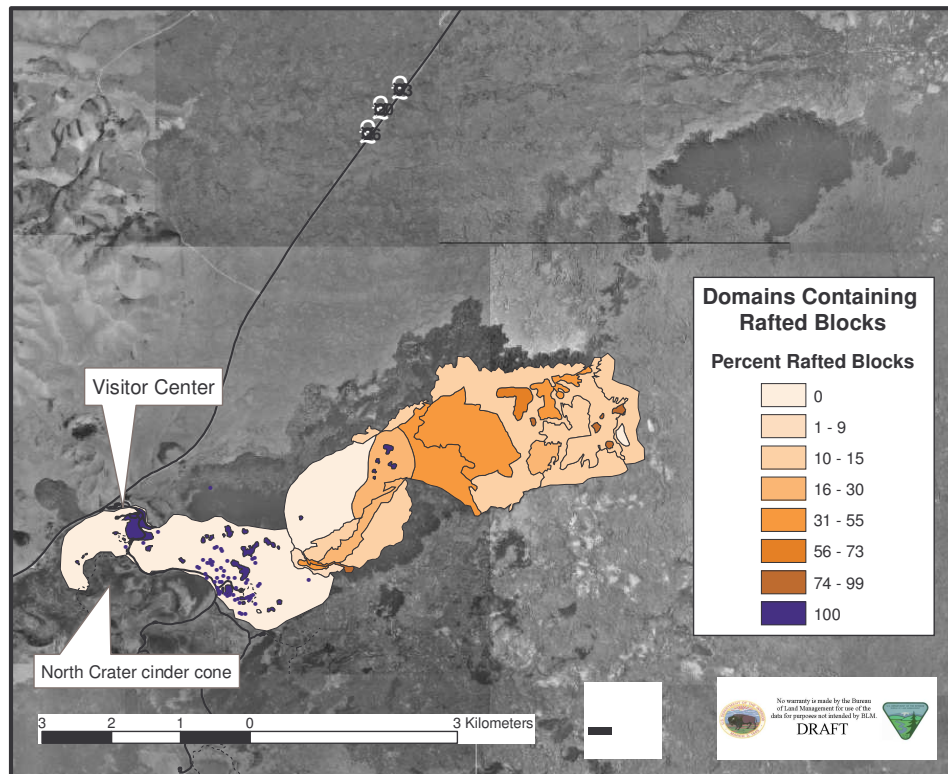 Domains Containing
Rafted Blocks
Percent Rafted Blocks
0
1 - 9
10 - 15
16 - 30
31 - 55
56 - 73
74 - 99
100
Visitor Center
North Crater cinder cone
3 2 1 0 3 Kilometers
No warranty is made by the Bureau
of Land Management for use of the
data for purposes not intended by BLM.
DRAFT